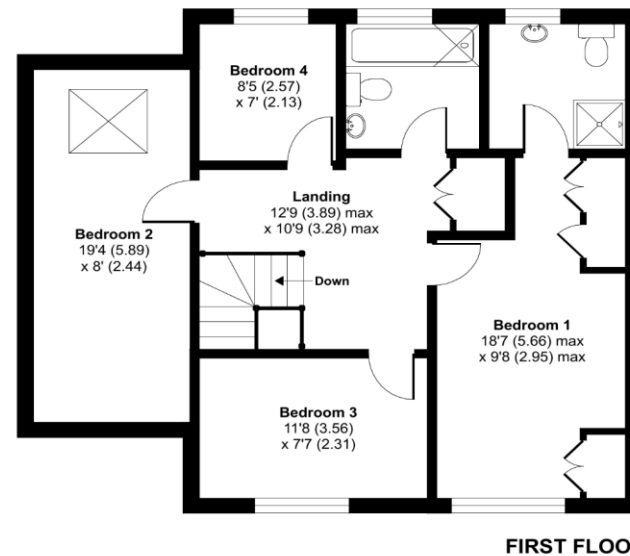 Bedroom 4
8'5 (2.57)
x 7' (2.13)
Landing
12'9 (3.89) max
x 10'9 (3.28) max
Bedroom 2
19'4 (5.89)
x 8' (2.44)
Down
Bedroom 1
18'7 (5.66) max
x 9'8 (2.95) max
Bedroom 3
11'8 (3.56)
x 7'7 (2.31)
FIRST FLOO